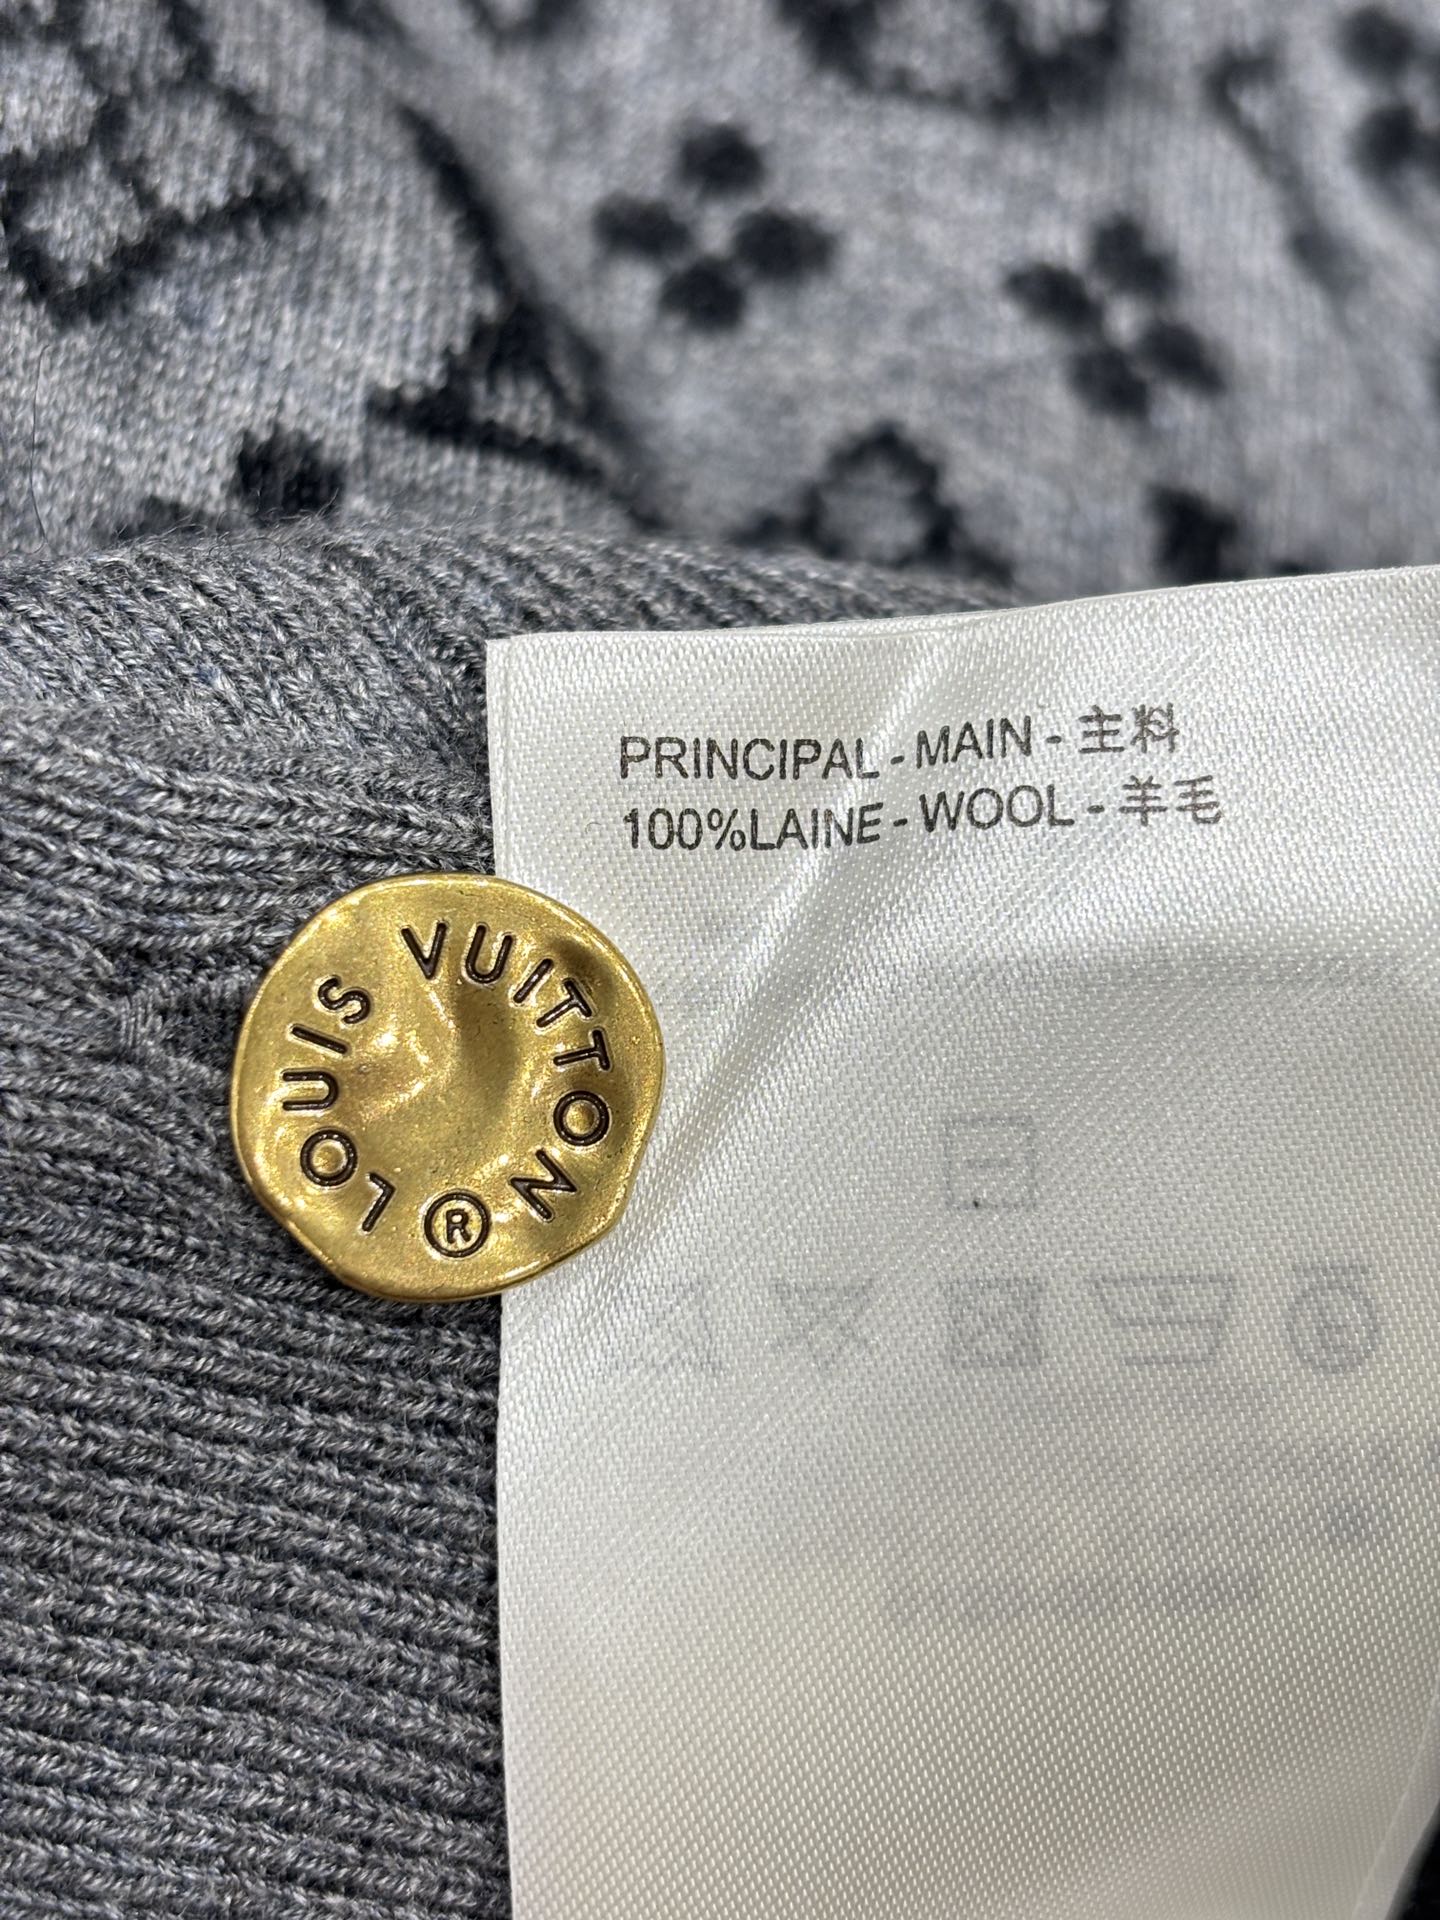 PRINCIPAL - MAIN - 主料
100%LAINE - WOOL - 羊毛
LOUIS VUITTON ®